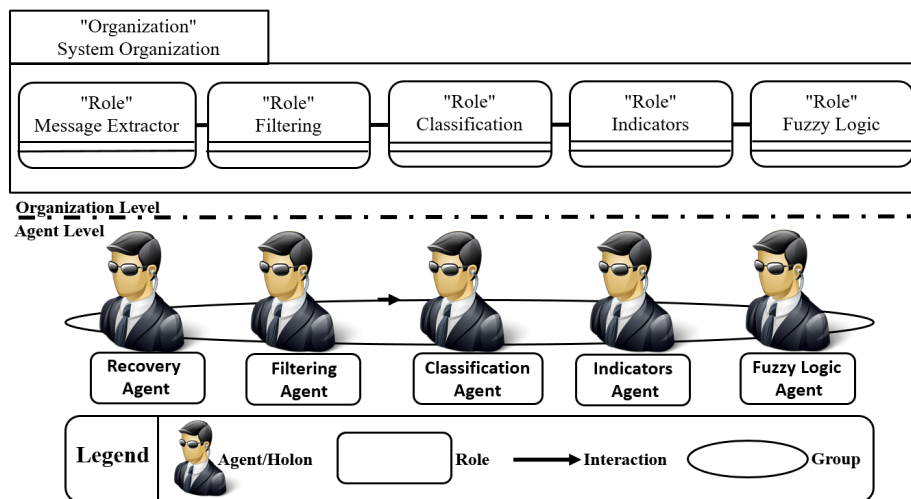 "Organization"
System Organization
"Role"
Message Extractor
"Role"
Filtering
"Role"
Classification
"Role"
Indicators
"Role"
Fuzzy Logic
Organization Level
Agent Level
Recovery
Agent
Filtering
Agent
Classification
Agent
Indicators
Agent
Fuzzy Logic
Agent
Legend
Agent/Holon
Role
Interaction
Group